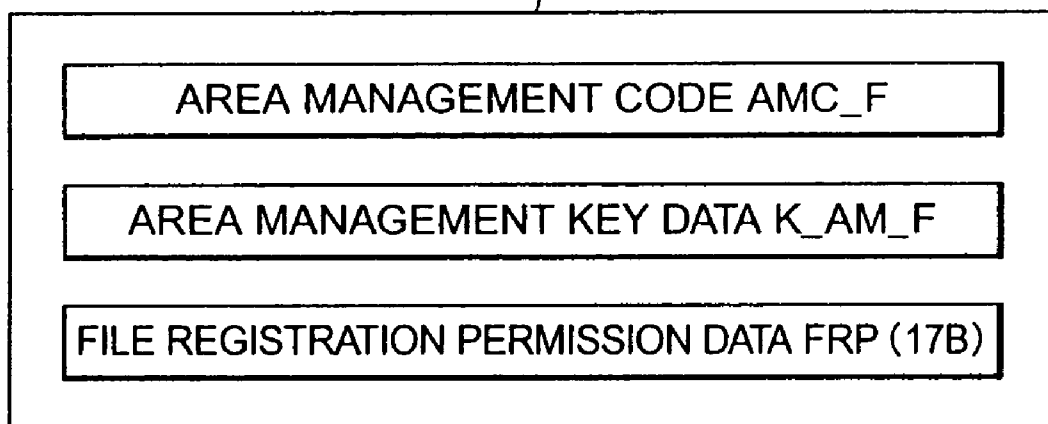 AREA MANAGEMENT CODE AMC_F
AREA MANAGEMENT KEY DATA K_AM_F
FILE REGISTRATION PERMISSION DATA FRP (17B)